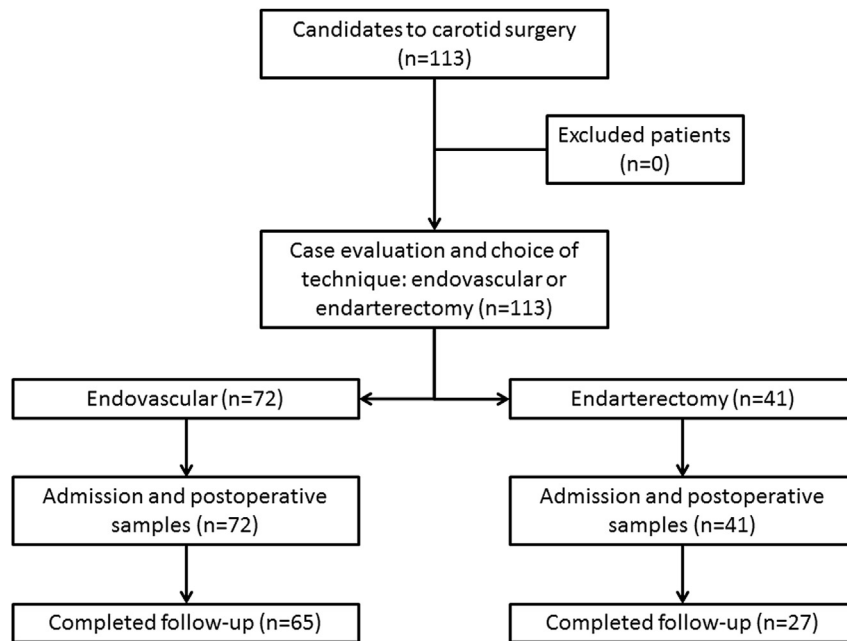 Candidates to carotid surgery
(n=113)
Excluded patients
(n=0)
Case evaluation and choice of
technique: endovascular or
endarterectomy (n=113)
Endovascular (n=72)
Endarterectomy (n=41)
Admission and postoperative
samples (n=72)
Admission and postoperative
samples (n=41)
Completed follow-up (n=65)
Completed follow-up (n=27)